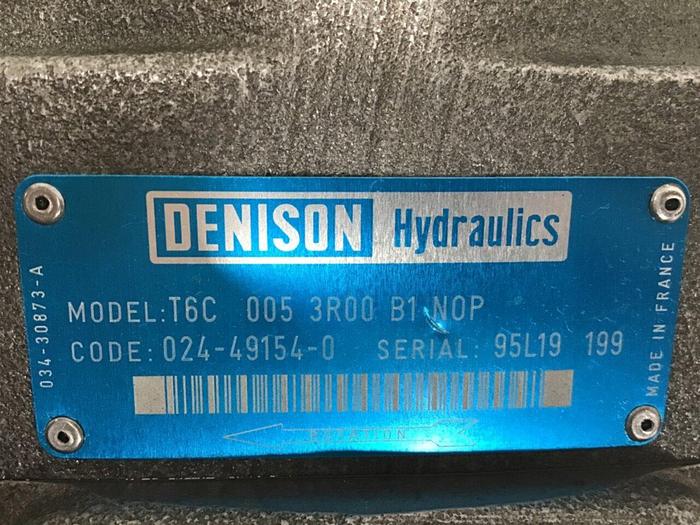 DENISON Hydraulics
MODEL: T6C 005 3R00 B1 NOP
CODE: 024-49154-0 SERIAL: 95L19 199
ROTATION
034-30873-A
MADE IN FRANCE